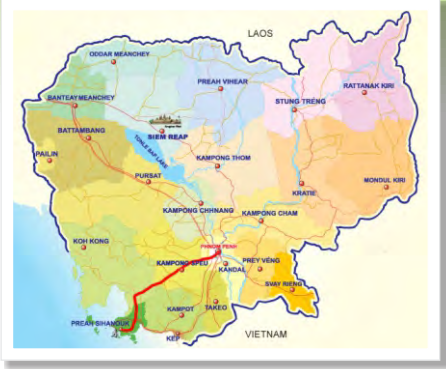 LAOS
ODDAR MEANCHEY
PREAH VIHEAR
RATTANAK KIRI
STUNG TRENG
BANTEAYMEANCHEY
SIEM REAP
BATTAMBANG
TONLE SAP LAKE
PAILIN
KAMPONG THOM
PURSAT
MONDUL KIRI
KRATIE
KAMPONG CHHNANG
KAMPONG CHAM
KOH KONG
PHNOM PENH
KAMPONG SPEU
KANDAL
PREY VENG
SVAY RIENG
KAMPOT
TAKEO
PREAH SIHANOUK
KEP
VIETNAM